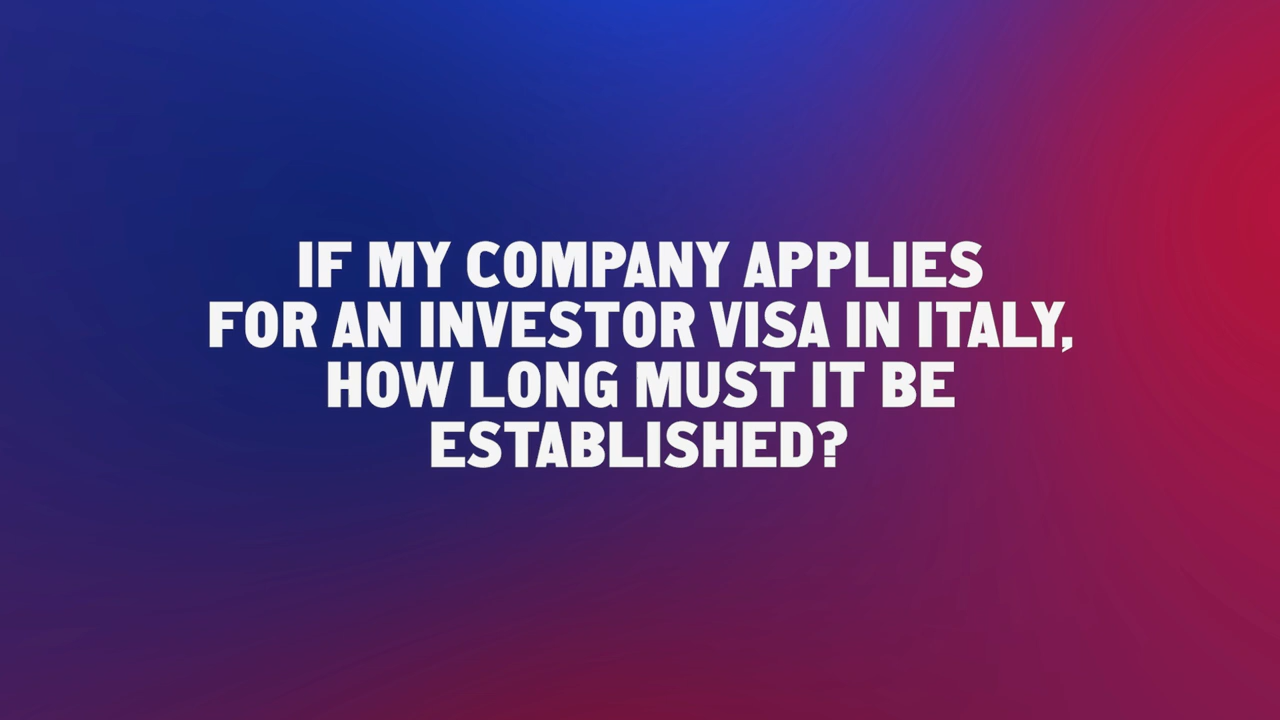 IF MY COMPANY APPLIES
FOR AN INVESTOR VISA IN ITALY,
HOW LONG MUST IT BE
ESTABLISHED?